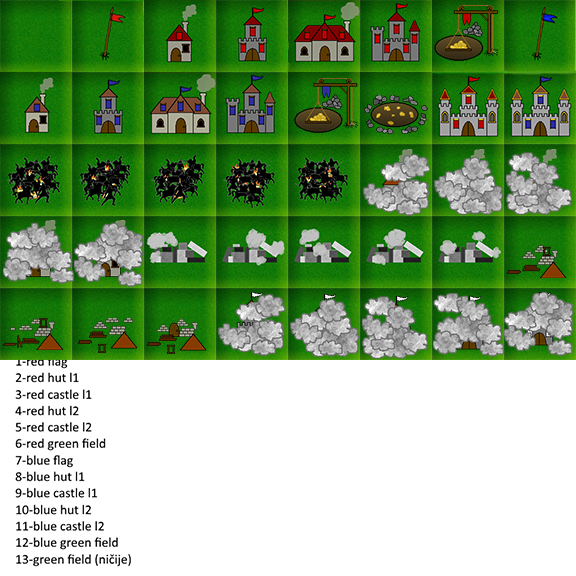 1-red flag
2-red hut l1
3-red castle l1
4-red hut l2
5-red castle l2
6-red green field
7-blue flag
8-blue hut l1
9-blue castle l1
10-blue hut l2
11-blue castle l2
12-blue green field
13-green field (ničije)